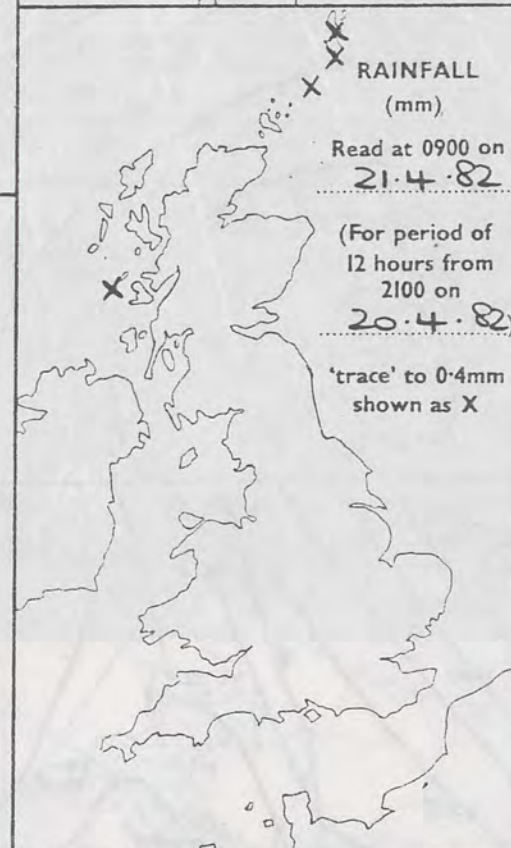 X
X
X
RAINFALL
(mm)
Read at 0900 on
21·4·82
X
(For period of
12 hours from
2100 on
20·4·82)
'trace' to 0·4mm
shown as X